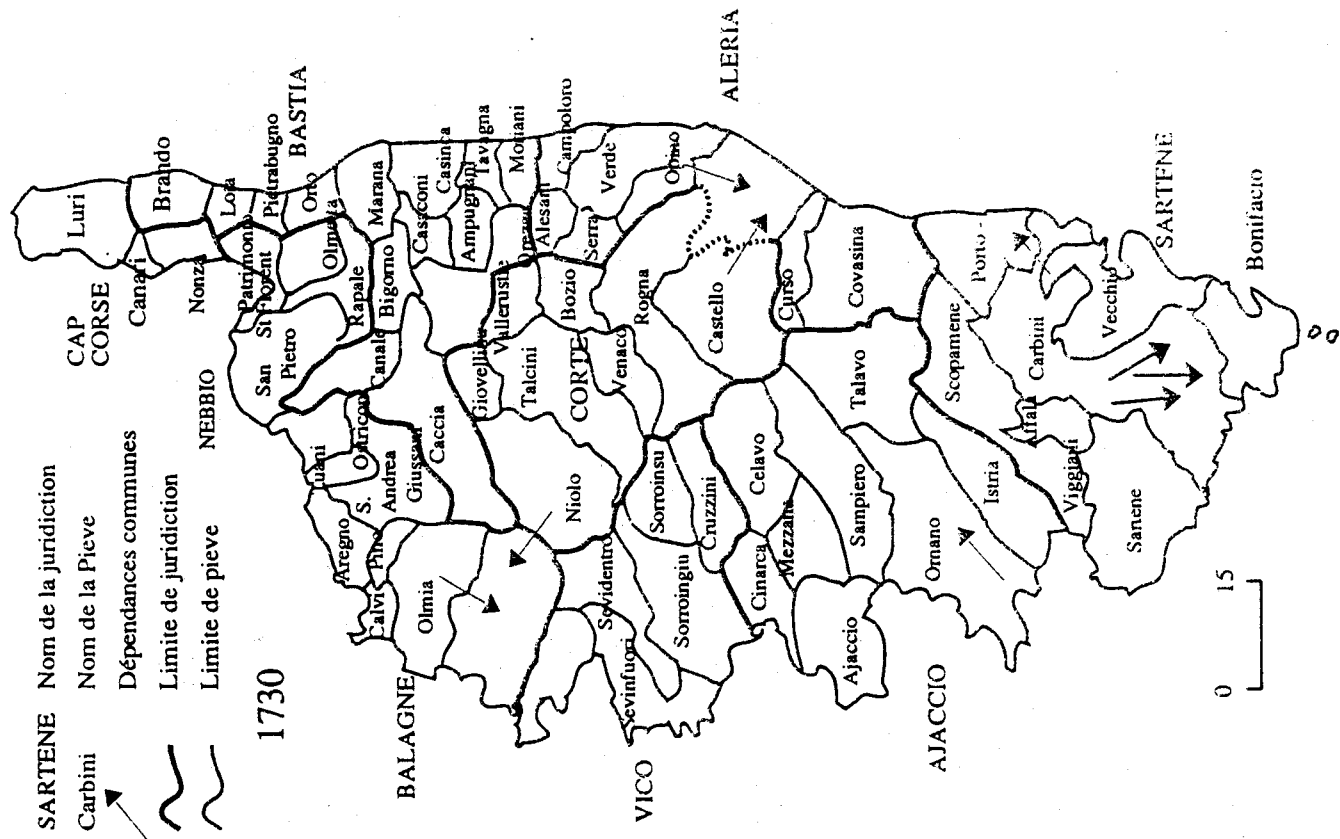 SARTENE Nom de la juridiction
Carbini Nom de la Pieve
Dépendances communes
Limite de juridiction
Limite de pieve
1730
CAP
CORSE
NEBBIO
BASTIA
BALAGNE
CORTE
ALERIA
VICO
AJACCIO
SARTENE
Bonifacio
Luri
Canari
Brando
Nonza
Lota
Pietrabugno
Patrimonio
St Florent
Orto
Olmeta
San
Pietro
Rapale
Marana
Bigorno
Canale
Casaconi
Casinca
Tavagna
Ampugnani
Moriani
Orezza
Alesani
Campoloro
Verde
Serra
Opino
Tuani
Ostricon
Aregno
S.
Andrea
Giussani
Caccia
Pino
Calvi
Olmia
Giovellina
Vallerustie
Talcini
Bozio
Venaco
Rogna
Castello
Niolo
Sorroinsu
Cruzzini
Sevidentro
Sevinfuori
Sorroingiu
Cinarca
Mezzana
Celavo
Ajaccio
Sampiero
Ornano
Talavo
Istria
Curso
Covasina
Scopamene
Porto -
Vecchio
Carbini
Attala
Viggiani
Sartene
0 15